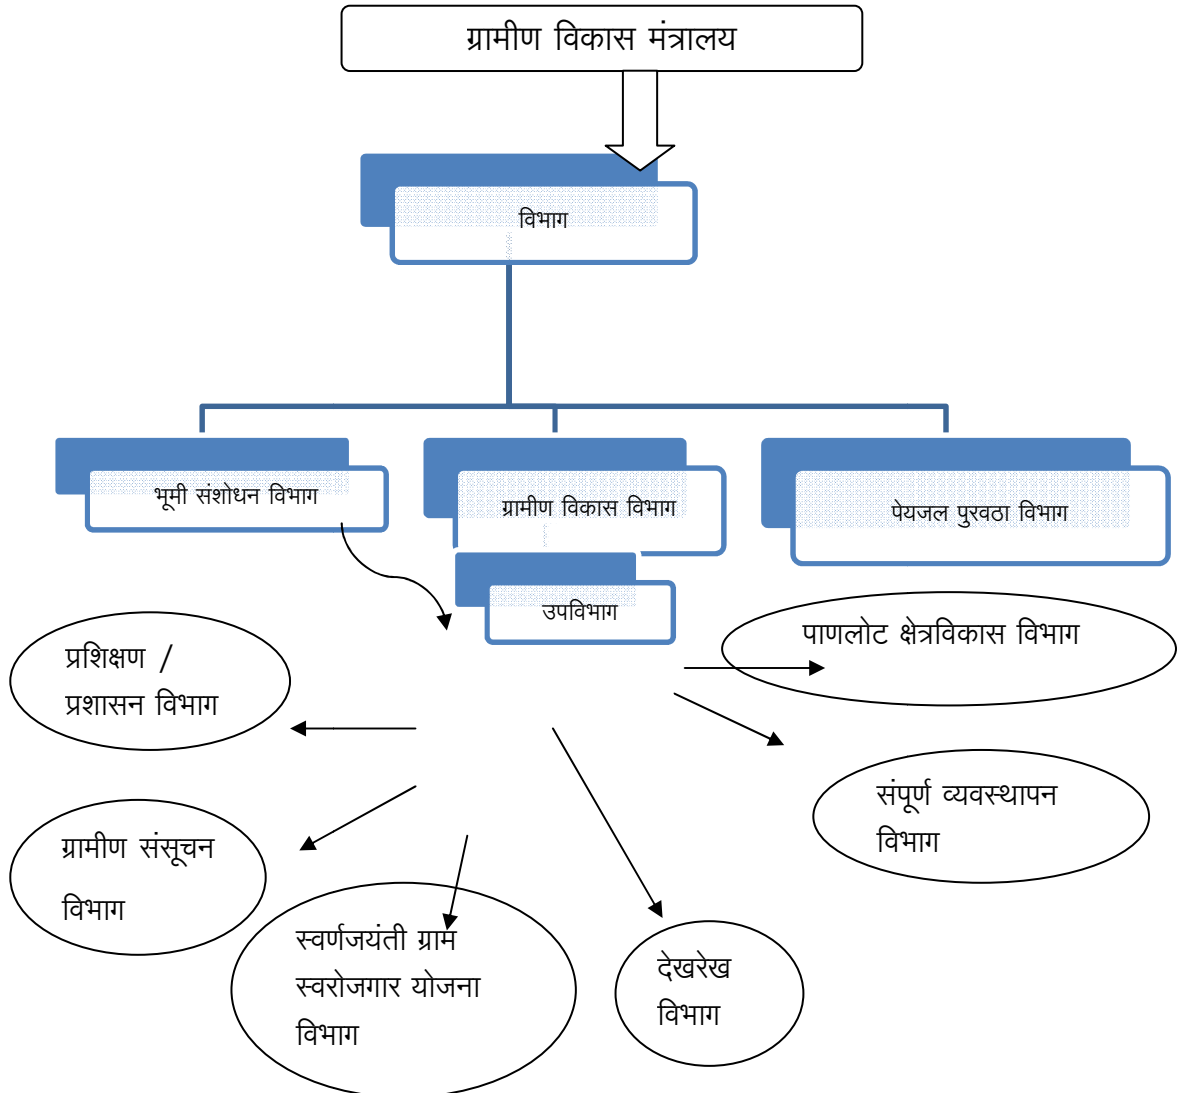 ग्रामीण विकास मंत्रालय
विभाग
भूमी संशोधन विभाग
ग्रामीण विकास विभाग
पेयजल पुरवठा विभाग
उपविभाग
पाणलोट क्षेत्रविकास विभाग
प्रशिक्षण /
प्रशासन विभाग
संपूर्ण व्यवस्थापन
विभाग
ग्रामीण संसूचन
विभाग
स्वर्णजयंती ग्राम
स्वरोजगार योजना
विभाग
देखरेख
विभाग